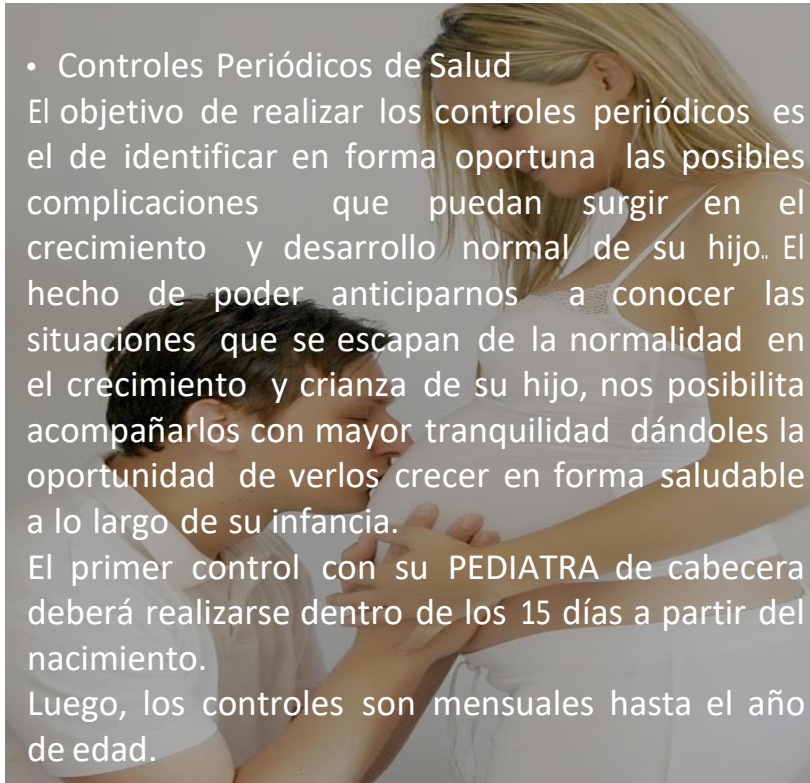 • Controles Periódicos de Salud
El objetivo de realizar los controles periódicos es
el de identificar en forma oportuna las posibles
complicaciones que puedan surgir en el
crecimiento y desarrollo normal de su hijo.. El
hecho de poder anticiparnos a conocer las
situaciones que se escapan de la normalidad en
el crecimiento y crianza de su hijo, nos posibilita
acompañarlos con mayor tranquilidad dándoles la
oportunidad de verlos crecer en forma saludable
a lo largo de su infancia.
El primer control con su PEDIATRA de cabecera
deberá realizarse dentro de los 15 días a partir del
nacimiento.
Luego, los controles son mensuales hasta el año
de edad.